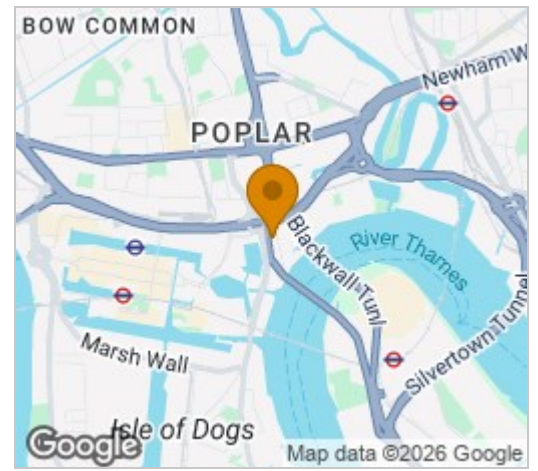 BOW COMMON
Newham W
POPLAR
Blackwall Tunl
River Thames
Silvertown Tunnel
Marsh Wall
Isle of Dogs
Google
Map data ©2026 Google